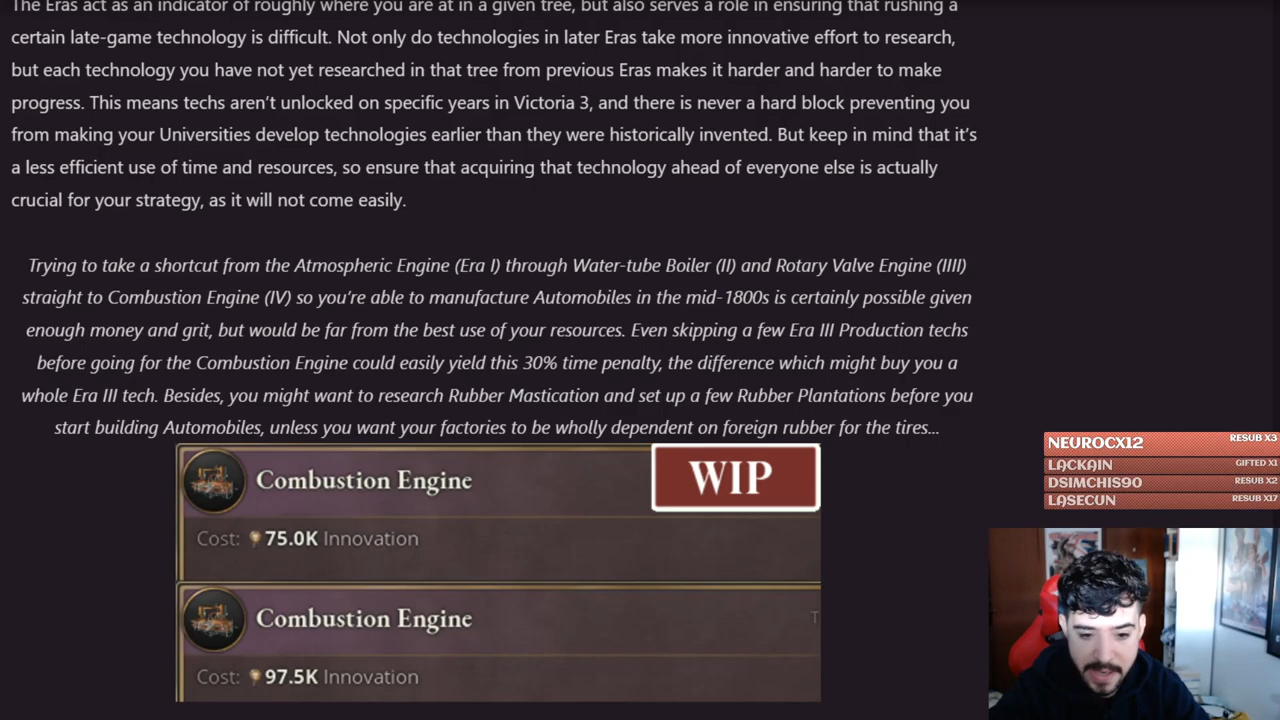 The Eras act as an indicator of roughly where you are at in a given tree, but also serves a role in ensuring that rushing a
certain late-game technology is difficult. Not only do technologies in later Eras take more innovative effort to research,
but each technology you have not yet researched in that tree from previous Eras makes it harder and harder to make
progress. This means techs aren't unlocked on specific years in Victoria 3, and there is never a hard block preventing you
from making your Universities develop technologies earlier than they were historically invented. But keep in mind that it's
a less efficient use of time and resources, so ensure that acquiring that technology ahead of everyone else is actually
crucial for your strategy, as it will not come easily.
Trying to take a shortcut from the Atmospheric Engine (Era I) through Water-tube Boiler (II) and Rotary Valve Engine (IIII)
straight to Combustion Engine (IV) so you're able to manufacture Automobiles in the mid-1800s is certainly possible given
enough money and grit, but would be far from the best use of your resources. Even skipping a few Era III Production techs
before going for the Combustion Engine could easily yield this 30% time penalty, the difference which might buy you a
whole Era III tech. Besides, you might want to research Rubber Mastication and set up a few Rubber Plantations before you
start building Automobiles, unless you want your factories to be wholly dependent on foreign rubber for the tires...
Combustion Engine
WIP
Cost: 75.0K Innovation
Combustion Engine
T
Cost: 97.5K Innovation
NEUROCX12 RESUB X3
LACKAIN GIFTED X1
DSIMCHIS90 RESUB X2
LASECUN RESUB X17